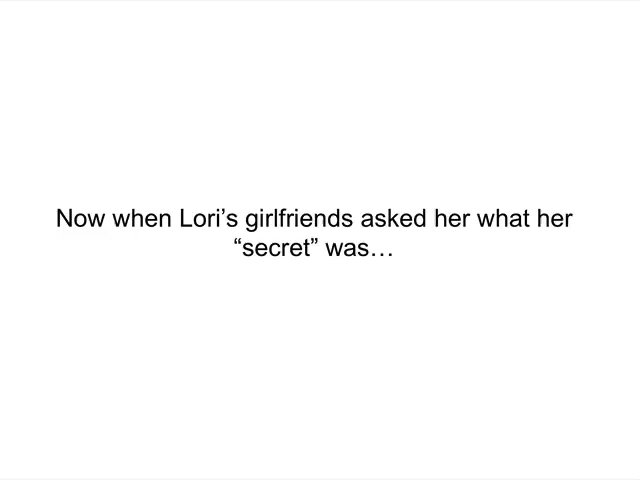 Now when Lori’s girlfriends asked her what her
“secret” was…